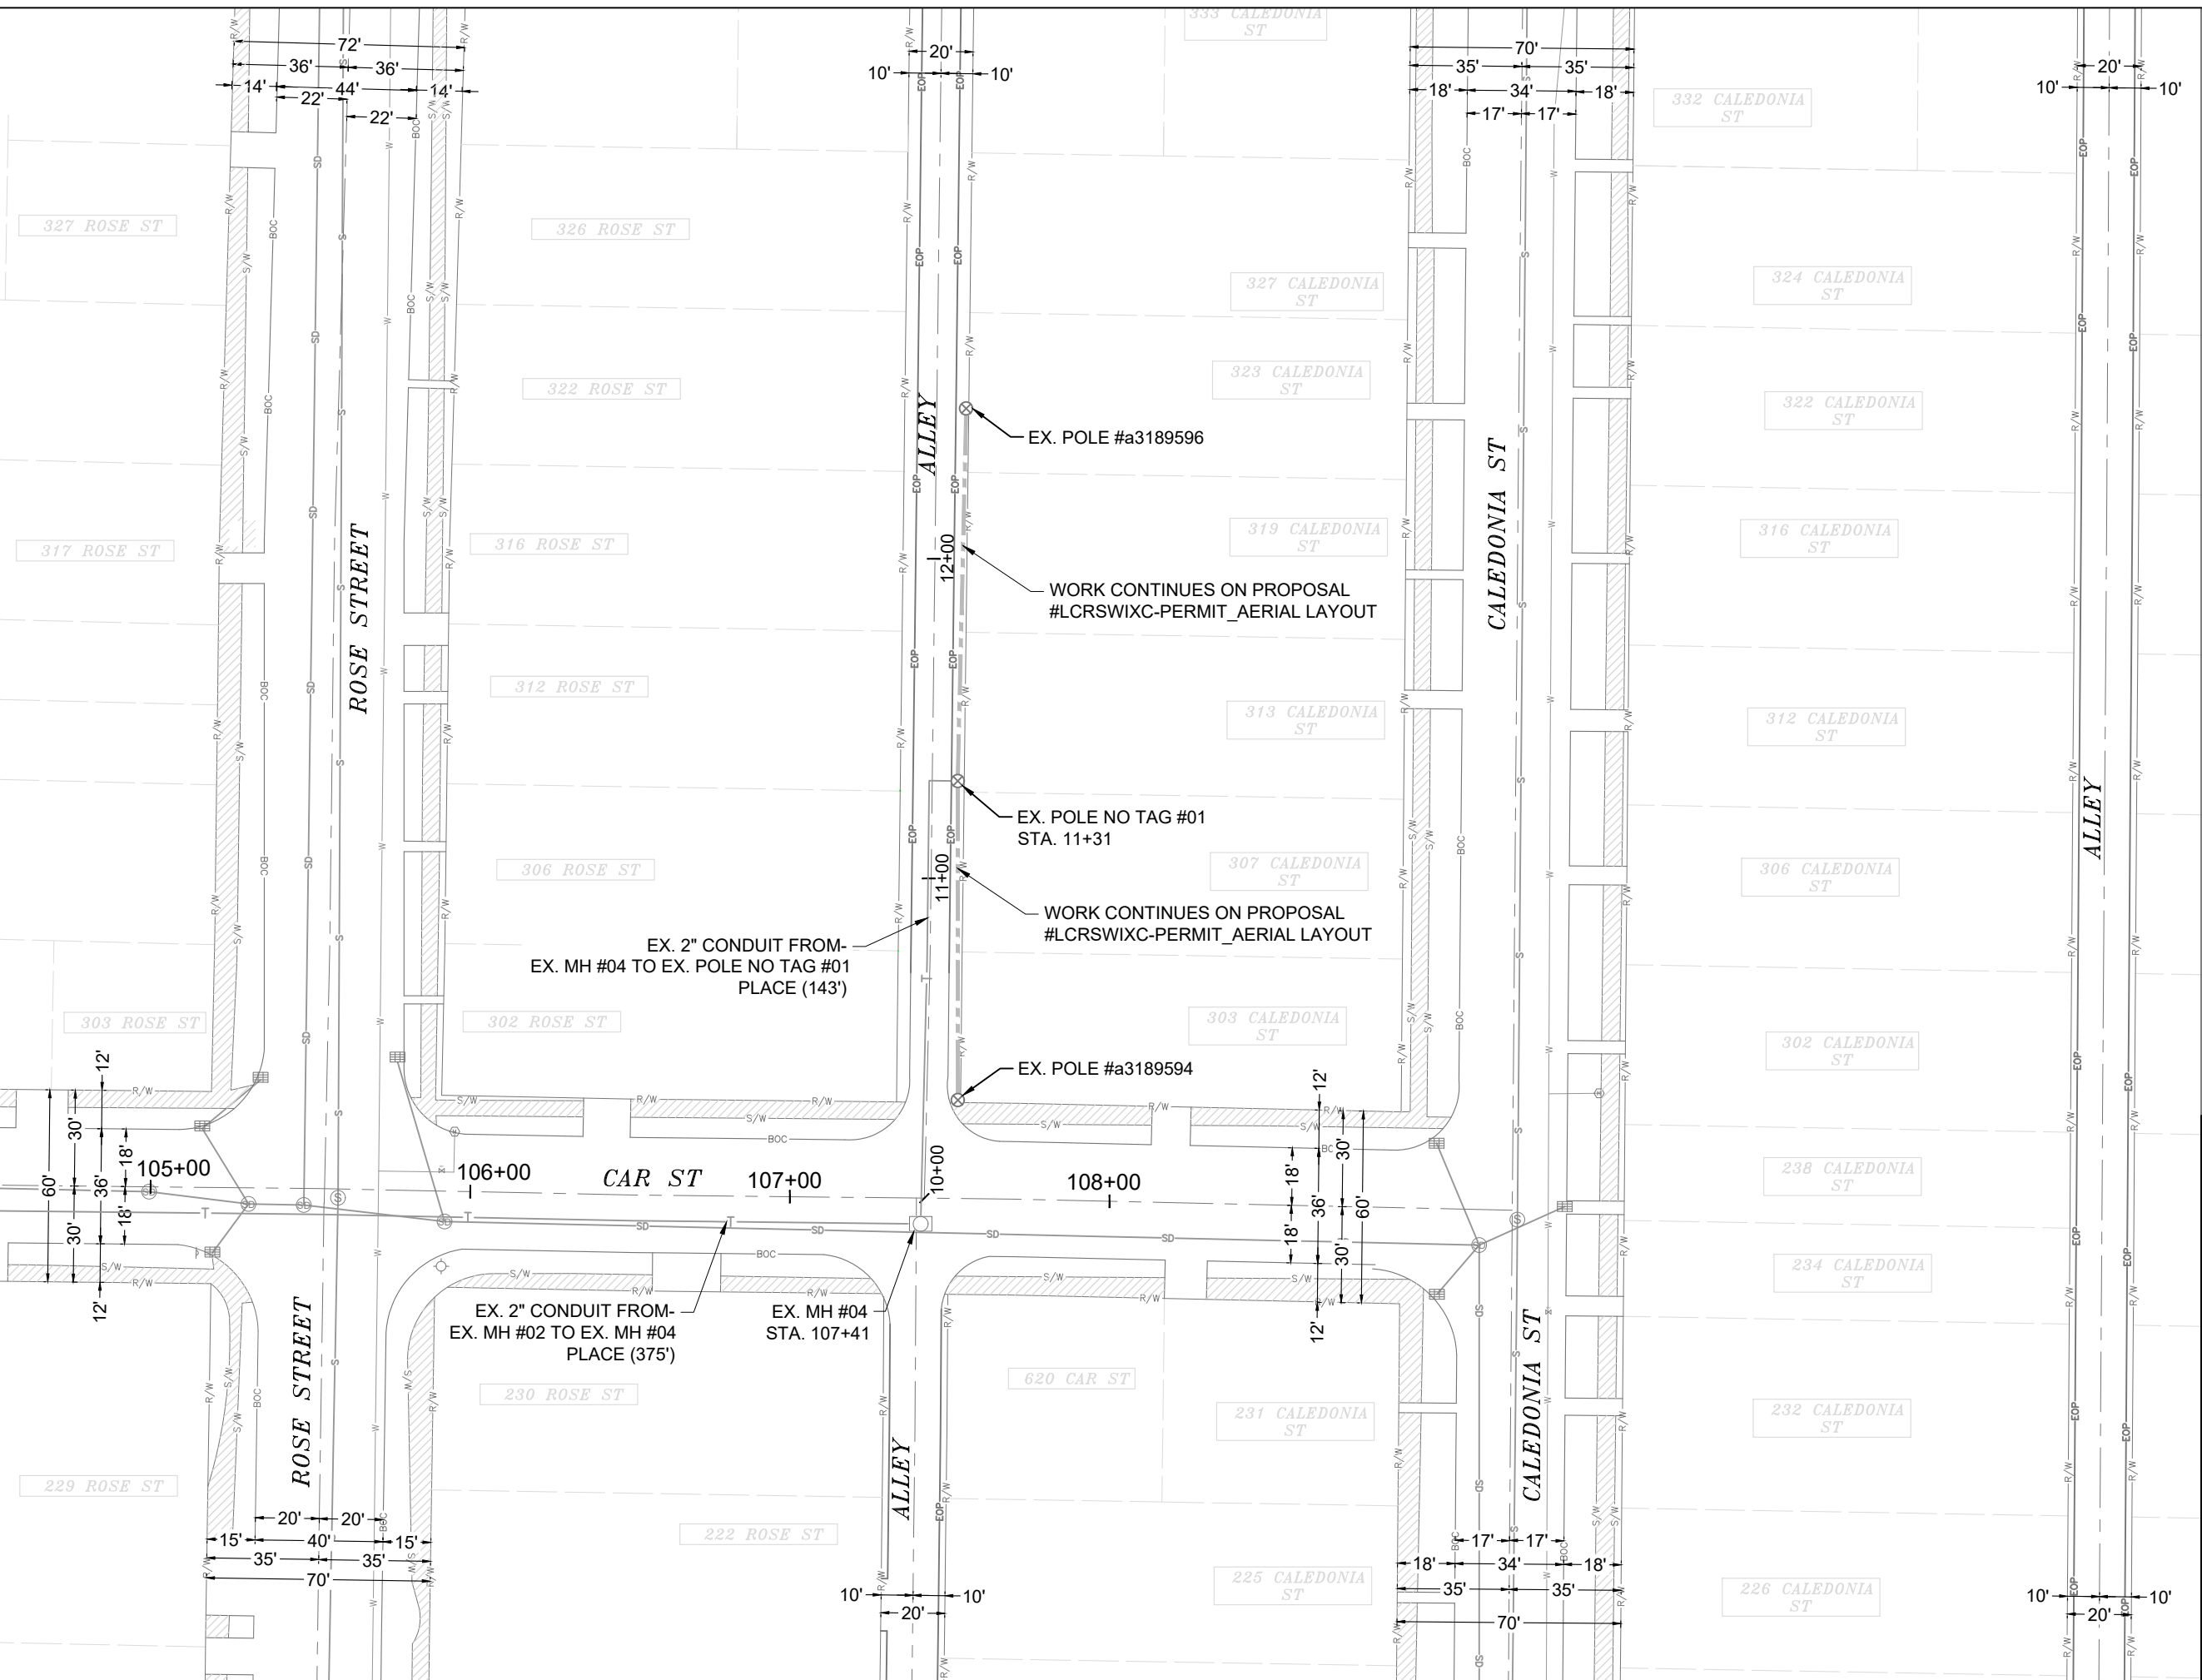 333 CALEDONIA
ST
72'
36' 36'
14' 44' 14'
22'
22'
20'
10' 10'
70'
35' 35'
18' 34' 18'
17' 17'
20'
10' 10'
332 CALEDONIA
ST
327 ROSE ST
326 ROSE ST
327 CALEDONIA
ST
324 CALEDONIA
ST
322 ROSE ST
323 CALEDONIA
ST
322 CALEDONIA
ST
ALLEY
EX. POLE #a3189596
CALEDONIA ST
ROSE STREET
317 ROSE ST
316 ROSE ST
319 CALEDONIA
ST
316 CALEDONIA
ST
12+00
WORK CONTINUES ON PROPOSAL
#LCRSWIXC-PERMIT_AERIAL LAYOUT
312 ROSE ST
313 CALEDONIA
ST
312 CALEDONIA
ST
ALLEY
EX. POLE NO TAG #01
STA. 11+31
306 ROSE ST
11+00
307 CALEDONIA
ST
306 CALEDONIA
ST
WORK CONTINUES ON PROPOSAL
#LCRSWIXC-PERMIT_AERIAL LAYOUT
EX. 2" CONDUIT FROM-
EX. MH #04 TO EX. POLE NO TAG #01
PLACE (143')
303 ROSE ST
302 ROSE ST
303 CALEDONIA
ST
302 CALEDONIA
ST
EX. POLE #a3189594
12'
30'
18'
60'
36'
18'
30'
12'
105+00
106+00
CAR ST
107+00
10+00
108+00
12'
30'
18'
36'
60'
18'
30'
12'
238 CALEDONIA
ST
234 CALEDONIA
ST
EX. 2" CONDUIT FROM-
EX. MH #02 TO EX. MH #04
PLACE (375')
EX. MH #04
STA. 107+41
ROSE STREET
CALEDONIA ST
230 ROSE ST
620 CAR ST
231 CALEDONIA
ST
232 CALEDONIA
ST
ALLEY
229 ROSE ST
222 ROSE ST
225 CALEDONIA
ST
226 CALEDONIA
ST
20' 20'
15' 40' 15'
35' 35'
70'
10' 10'
20'
17' 17'
18' 34' 18'
35' 35'
70'
10' 10'
20'
R/W
S/W
BOC
EOP
SD
S
W
T